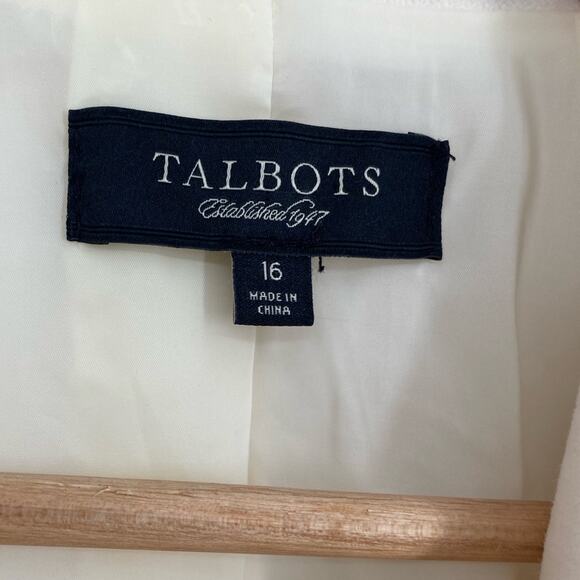 TALBOTS
Established 1947
16
MADE IN
CHINA